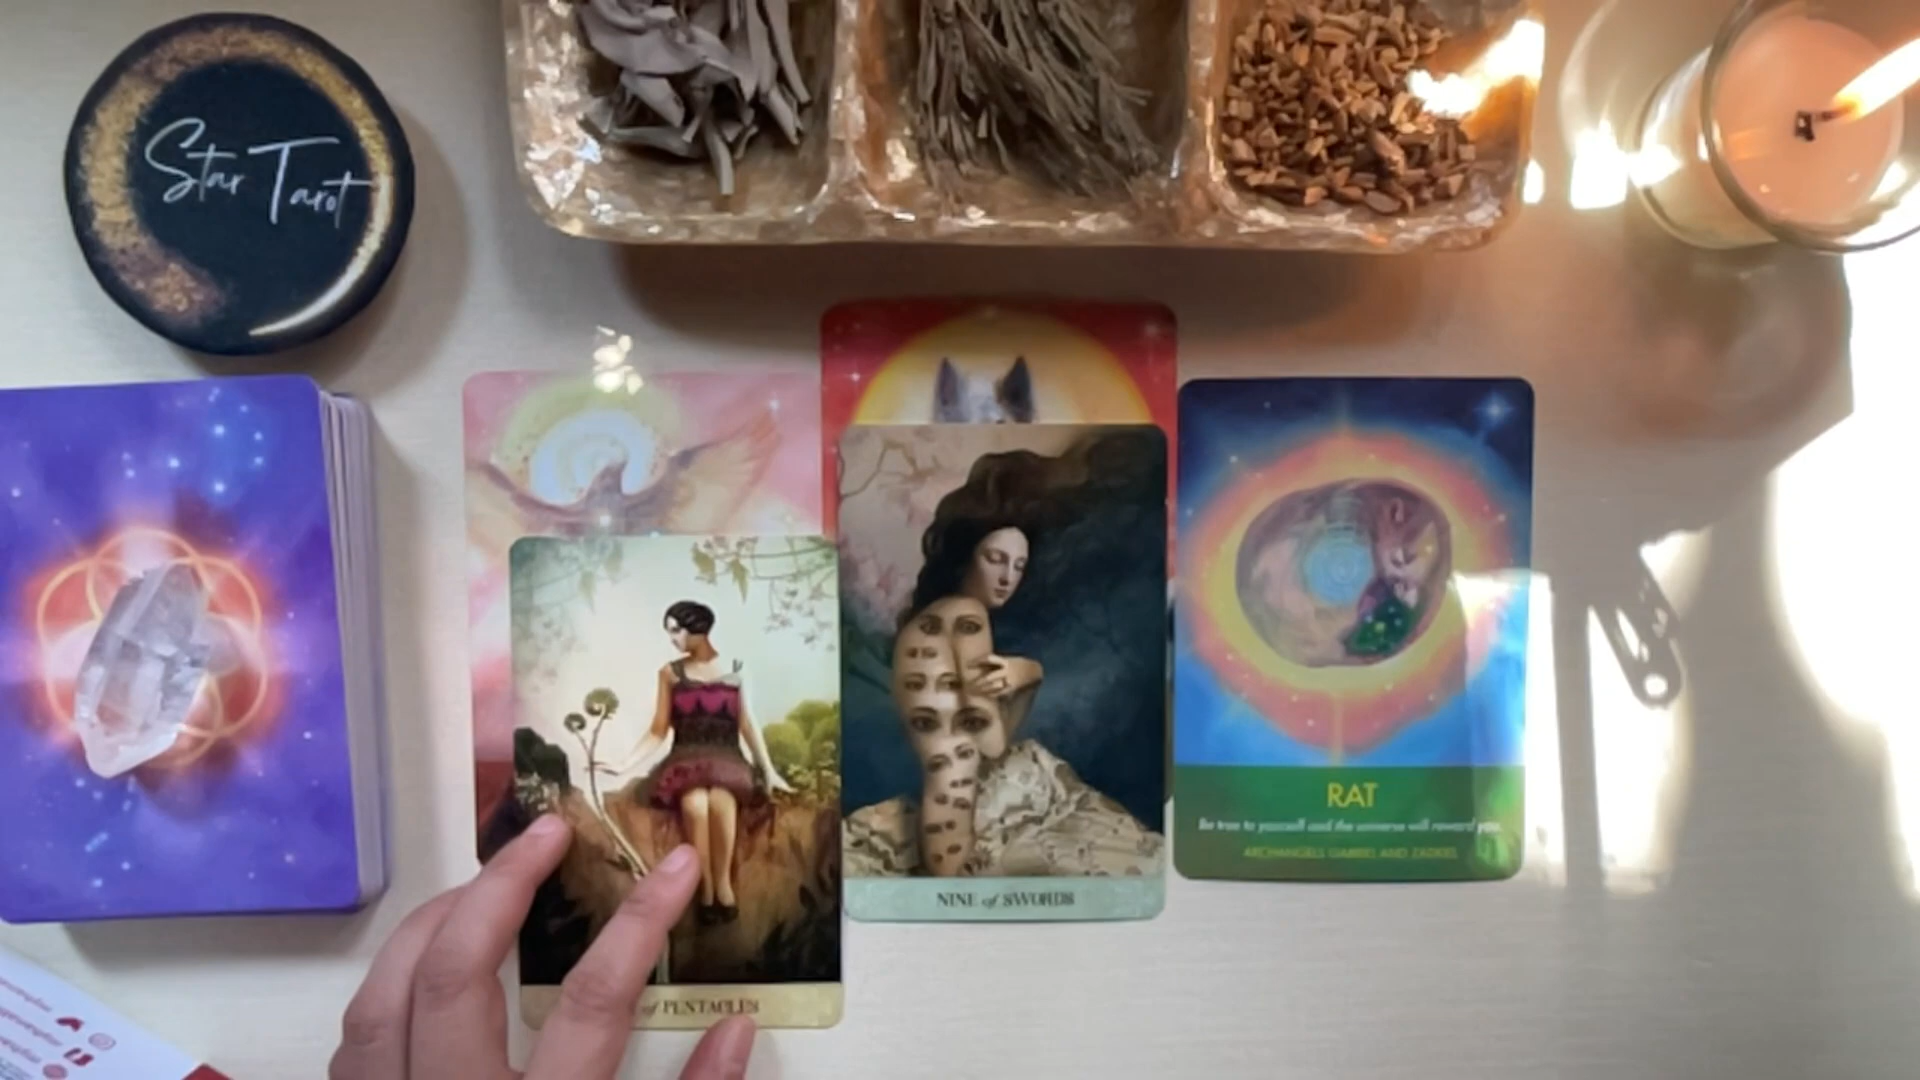 Star Tarot
RAT
Be true to yourself and the universe will reward you.
ARCHANGELS GABRIEL AND ZADKIEL
NINE of SWORDS
of PENTACLES